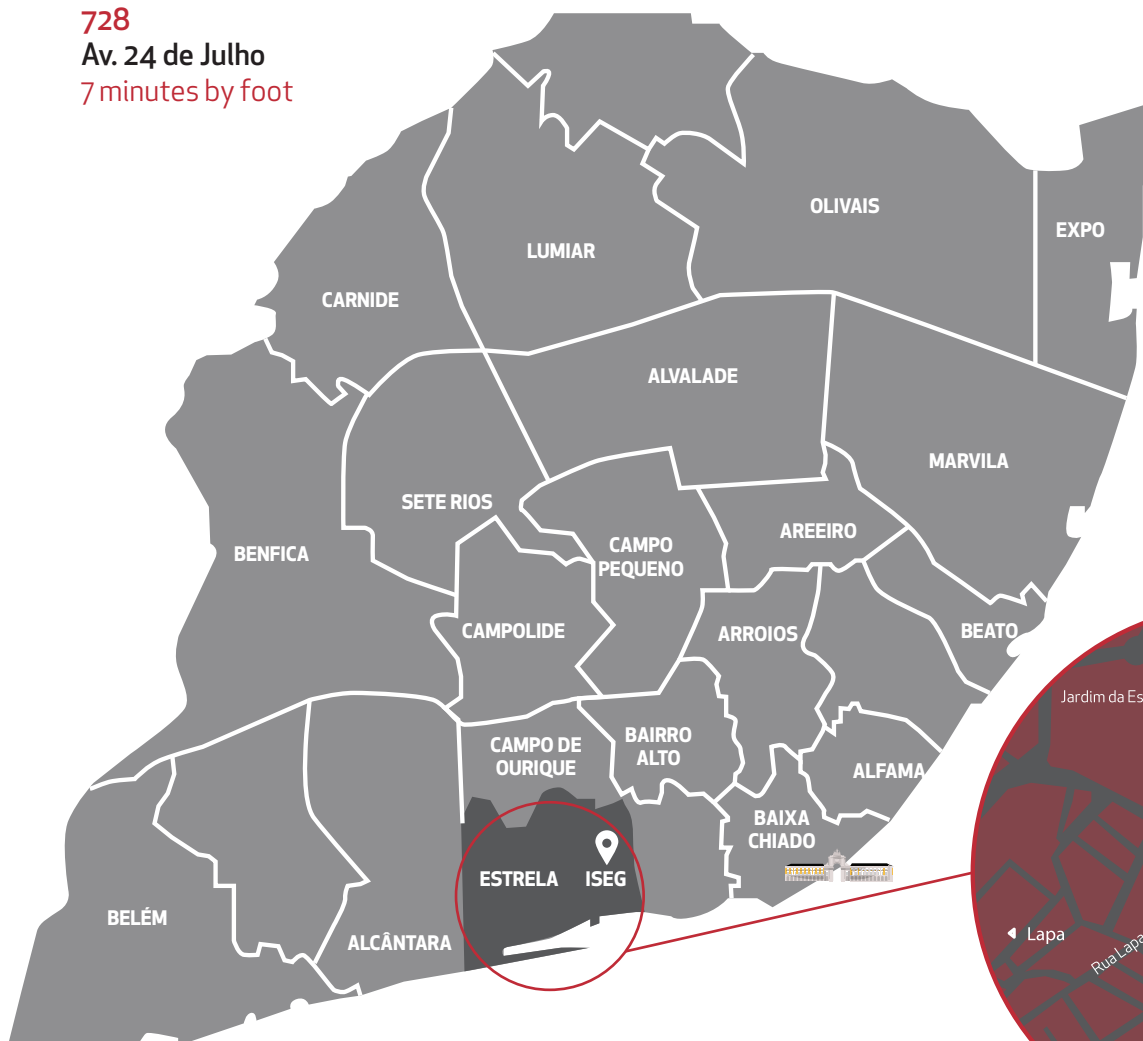 728
Av. 24 de Julho
7 minutes by foot
OLIVAIS
EXPO
LUMIAR
CARNIDE
ALVALADE
MARVILA
SETE RIOS
AREEIRO
BENFICA
CAMPO
PEQUENO
CAMPOLIDE
ARROIOS
BEATO
Jardim da Es
CAMPO DE
OURIQUE
BAIRRO
ALTO
ALFAMA
BAIXA
CHIADO
ESTRELA
ISEG
BELÉM
ALCÂNTARA
Lapa
Rua Lapa